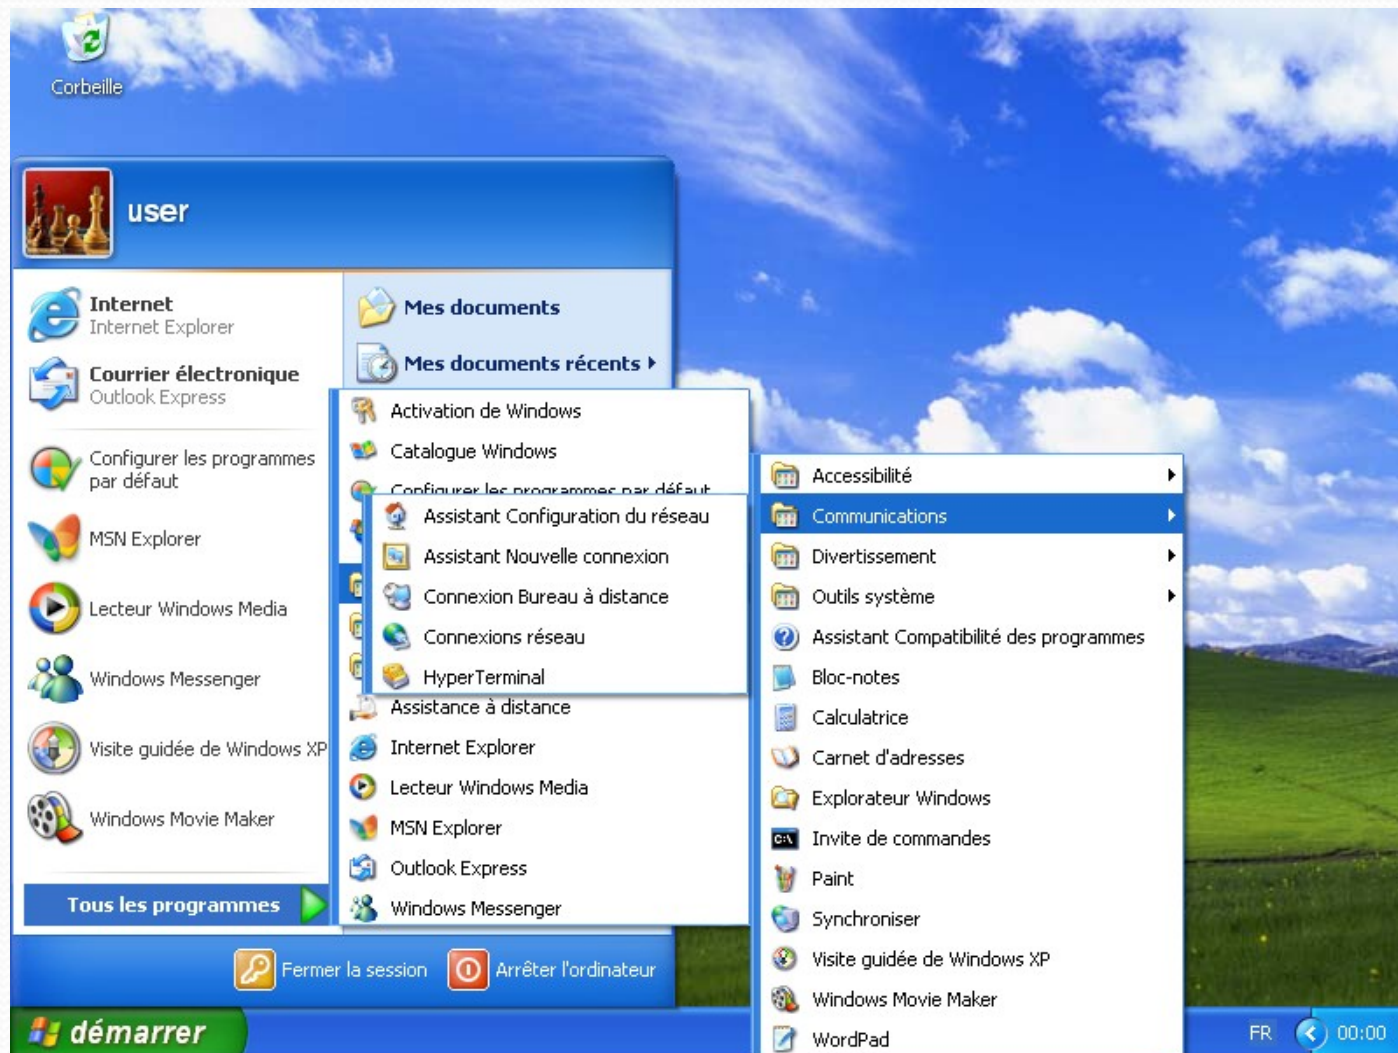 Corbeille
user
Internet
Internet Explorer
Courrier électronique
Outlook Express
Configurer les programmes
par défaut
MSN Explorer
Lecteur Windows Media
Windows Messenger
Visite guidée de Windows XP
Windows Movie Maker
Tous les programmes
Mes documents
Mes documents récents
Activation de Windows
Catalogue Windows
Configurer les programmes par défaut
Assistant Configuration du réseau
Assistant Nouvelle connexion
Connexion Bureau à distance
Connexions réseau
HyperTerminal
Assistance à distance
Internet Explorer
Lecteur Windows Media
MSN Explorer
Outlook Express
Windows Messenger
Accessibilité
Communications
Divertissement
Outils système
Assistant Compatibilité des programmes
Bloc-notes
Calculatrice
Carnet d'adresses
Explorateur Windows
C:\
Invite de commandes
Paint
Synchroniser
Visite guidée de Windows XP
Windows Movie Maker
WordPad
Fermer la session
Arrêter l'ordinateur
démarrer
FR
00:00